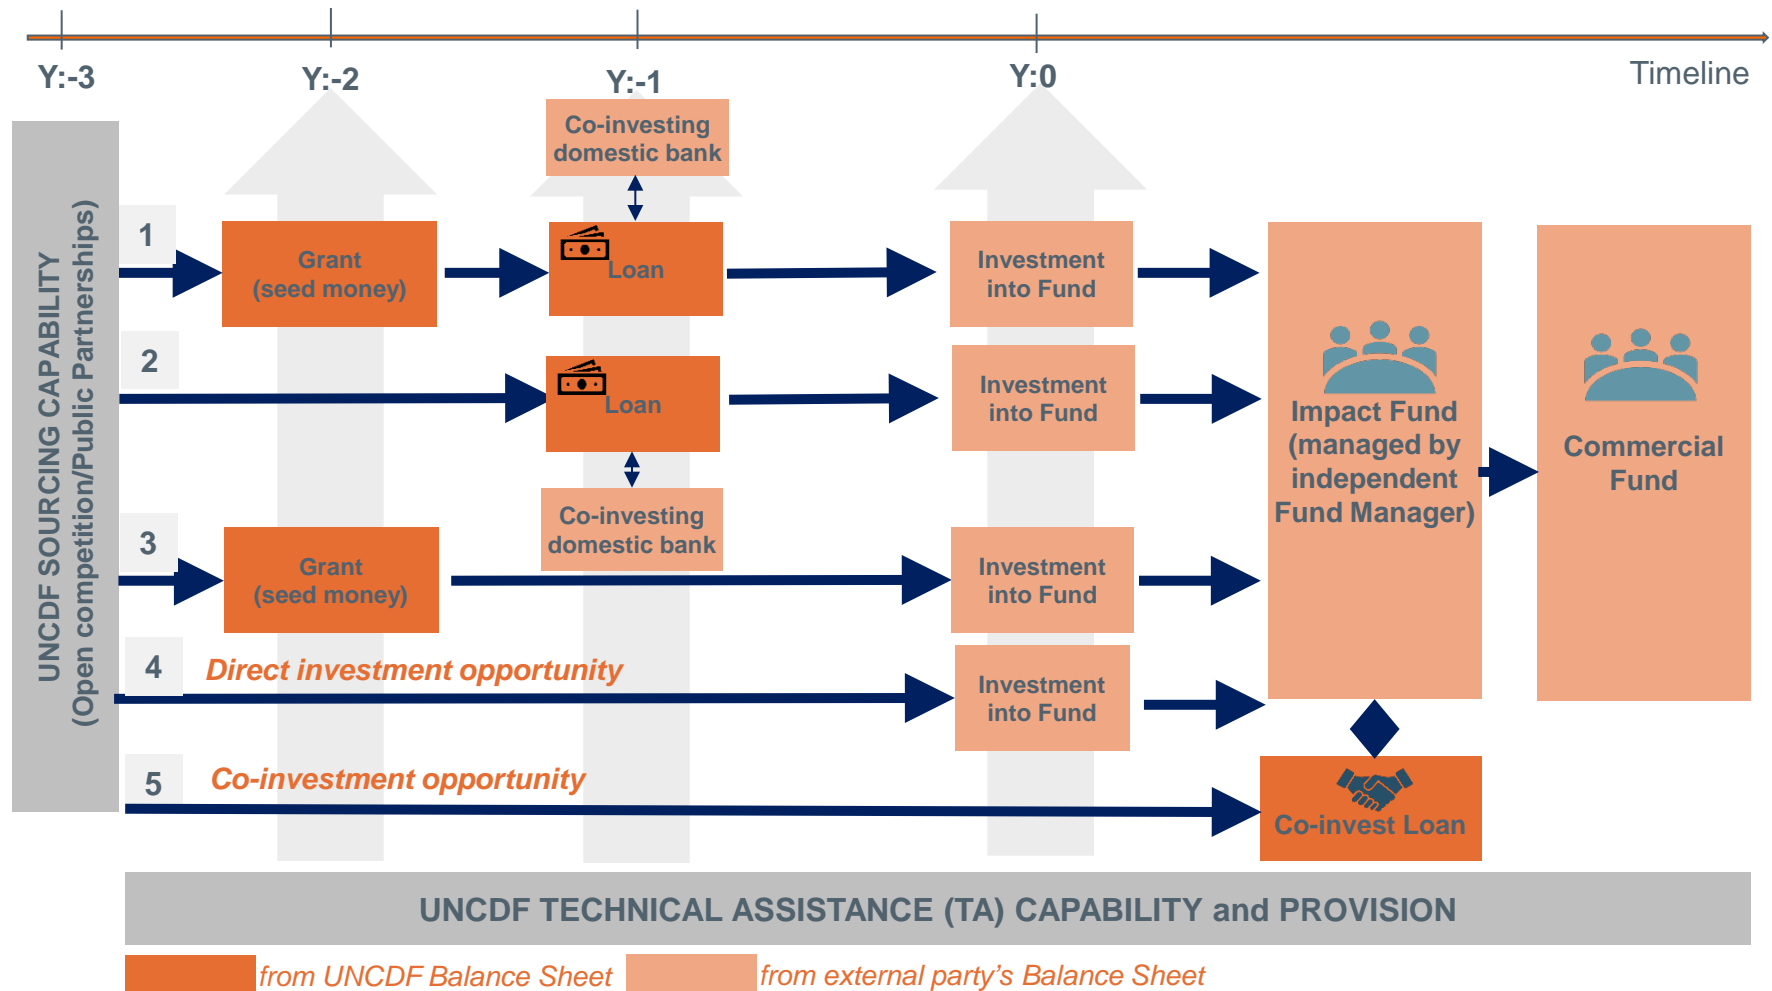 Y:-3
Y:-2
Y:-1
Y:0
Timeline
UNCDF SOURCING CAPABILITY
(Open competition/Public Partnerships)
Co-investing
domestic bank
1
Grant
(seed money)
Loan
Investment
into Fund
2
Loan
Investment
into Fund
Co-investing
domestic bank
3
Grant
(seed money)
Investment
into Fund
4
Direct investment opportunity
Investment
into Fund
5
Co-investment opportunity
Co-invest Loan
Impact Fund
(managed by
independent
Fund Manager)
Commercial
Fund
UNCDF TECHNICAL ASSISTANCE (TA) CAPABILITY and PROVISION
from UNCDF Balance Sheet
from external party's Balance Sheet